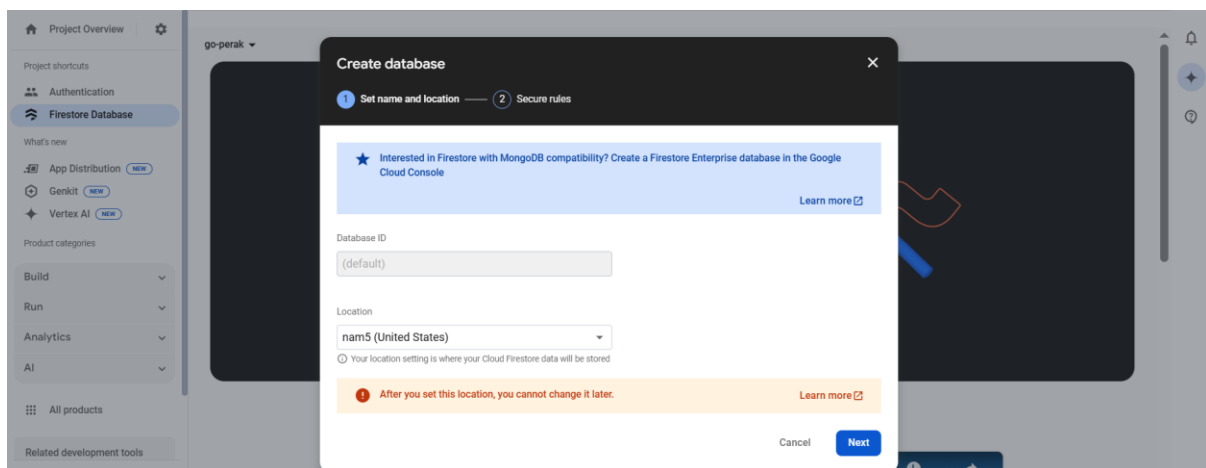 Project Overview
Project shortcuts
Authentication
Firestore Database
What's new
App Distribution NEW
Genkit NEW
Vertex AI NEW
Product categories
Build
Run
Analytics
AI
All products
Related development tools
go-perak
Create database
1 Set name and location
2 Secure rules
Interested in Firestore with MongoDB compatibility? Create a Firestore Enterprise database in the Google
Cloud Console
Learn more
Database ID
(default)
Location
nam5 (United States)
Your location setting is where your Cloud Firestore data will be stored
After you set this location, you cannot change it later.
Learn more
Cancel
Next